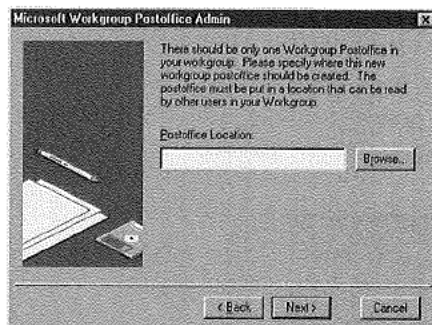 Microsoft Workgroup Postoffice Admin
There should be only one Workgroup Postoffice in
your workgroup. Please specify where this new
workgroup postoffice should be created. The
postoffice must be put in a location that can be read
by other users in your Workgroup.
Postoffice Location:
Browse...
< Back
Next >
Cancel